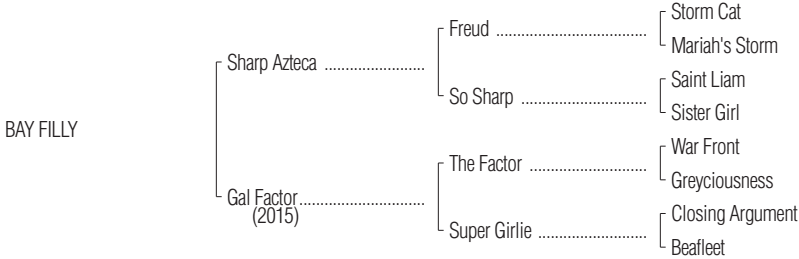 Storm Cat
Freud ..............................................
Mariah's Storm
Sharp Azteca ..............................
Saint Liam
So Sharp ......................................
Sister Girl
BAY FILLY
War Front
The Factor ....................................
Greyciousness
Gal Factor.....................................
(2015)
Closing Argument
Super Girlie .................................
Beafleet